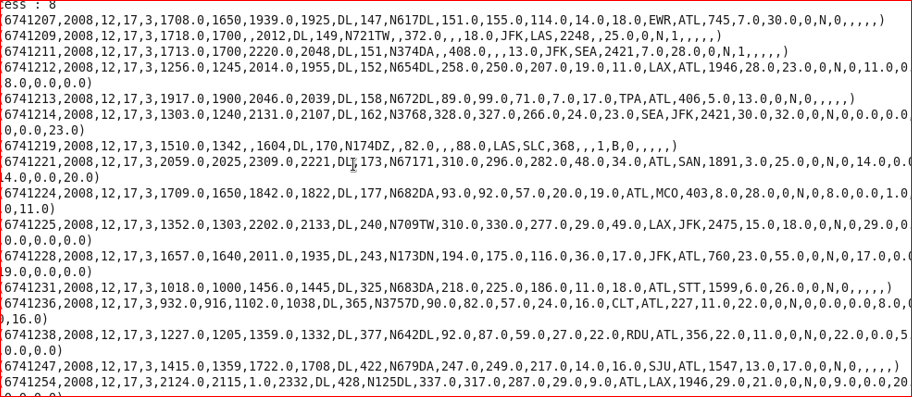 cess : 8
(6741207,2008,12,17,3,1708.0,1650,1939.0,1925,DL,147,N617DL,151.0,155.0,114.0,14.0,18.0,EWR,ATL,745,7.0,30.0,0,N,0,,,,,)
(6741209,2008,12,17,3,1718.0,1700,,2012,DL,149,N721TW,,372.0,,,18.0,JFK,LAS,2248,,25.0,0,N,1,,,,,)
(6741211,2008,12,17,3,1713.0,1700,2220.0,2048,DL,151,N374DA,,408.0,,,13.0,JFK,SEA,2421,7.0,28.0,0,N,1,,,,,)
(6741212,2008,12,17,3,1256.0,1245,2014.0,1955,DL,152,N654DL,258.0,250.0,207.0,19.0,11.0,LAX,ATL,1946,28.0,23.0,0,N,0,11.0,0
8.0,0.0,0.0)
(6741213,2008,12,17,3,1917.0,1900,2046.0,2039,DL,158,N672DL,89.0,99.0,71.0,7.0,17.0,TPA,ATL,406,5.0,13.0,0,N,0,,,,,)
(6741214,2008,12,17,3,1303.0,1240,2131.0,2107,DL,162,N3768,328.0,327.0,266.0,24.0,23.0,SEA,JFK,2421,30.0,32.0,0,N,0,0.0,0.
0,0.0,23.0)
(6741219,2008,12,17,3,1510.0,1342,,1604,DL,170,N174DZ,,82.0,,,88.0,LAS,SLC,368,,,1,B,0,,,,,)
(6741221,2008,12,17,3,2059.0,2025,2309.0,2221,DL,173,N67171,310.0,296.0,282.0,48.0,34.0,ATL,SAN,1891,3.0,25.0,0,N,0,14.0,0.
14.0,0.0,20.0)
(6741224,2008,12,17,3,1709.0,1650,1842.0,1822,DL,177,N682DA,93.0,92.0,57.0,20.0,19.0,ATL,MCO,403,8.0,28.0,0,N,0,8.0,0.0,1.0
0,11.0)
(6741225,2008,12,17,3,1352.0,1303,2202.0,2133,DL,240,N709TW,310.0,330.0,277.0,29.0,49.0,LAX,JFK,2475,15.0,18.0,0,N,0,29.0,0
0.0,0.0,0.0)
(6741228,2008,12,17,3,1657.0,1640,2011.0,1935,DL,243,N173DN,194.0,175.0,116.0,36.0,17.0,JFK,ATL,760,23.0,55.0,0,N,0,17.0,0.
19.0,0.0,0.0)
(6741231,2008,12,17,3,1018.0,1000,1456.0,1445,DL,325,N683DA,218.0,225.0,186.0,11.0,18.0,ATL,STT,1599,6.0,26.0,0,N,0,,,,,)
(6741236,2008,12,17,3,932.0,916,1102.0,1038,DL,365,N3757D,90.0,82.0,57.0,24.0,16.0,CLT,ATL,227,11.0,22.0,0,N,0,0.0,0.0,8.0,
0,16.0)
(6741238,2008,12,17,3,1227.0,1205,1359.0,1332,DL,377,N642DL,92.0,87.0,59.0,27.0,22.0,RDU,ATL,356,22.0,11.0,0,N,0,22.0,0.0,5
0.0,0.0)
(6741247,2008,12,17,3,1415.0,1359,1722.0,1708,DL,422,N679DA,247.0,249.0,217.0,14.0,16.0,SJU,ATL,1547,13.0,17.0,0,N,0,,,,,)
(6741254,2008,12,17,3,2124.0,2115,1.0,2332,DL,428,N125DL,337.0,317.0,287.0,29.0,9.0,ATL,LAX,1946,29.0,21.0,0,N,0,9.0,0.0,20